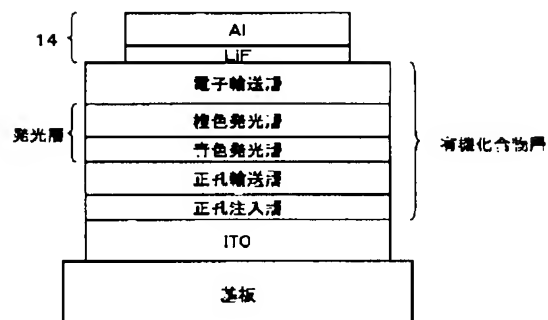 14
Al
LiF
電子輸送層
橙色発光層
発光層
青色発光層
有機化合物層
正孔輸送層
正孔注入層
ITO
基板